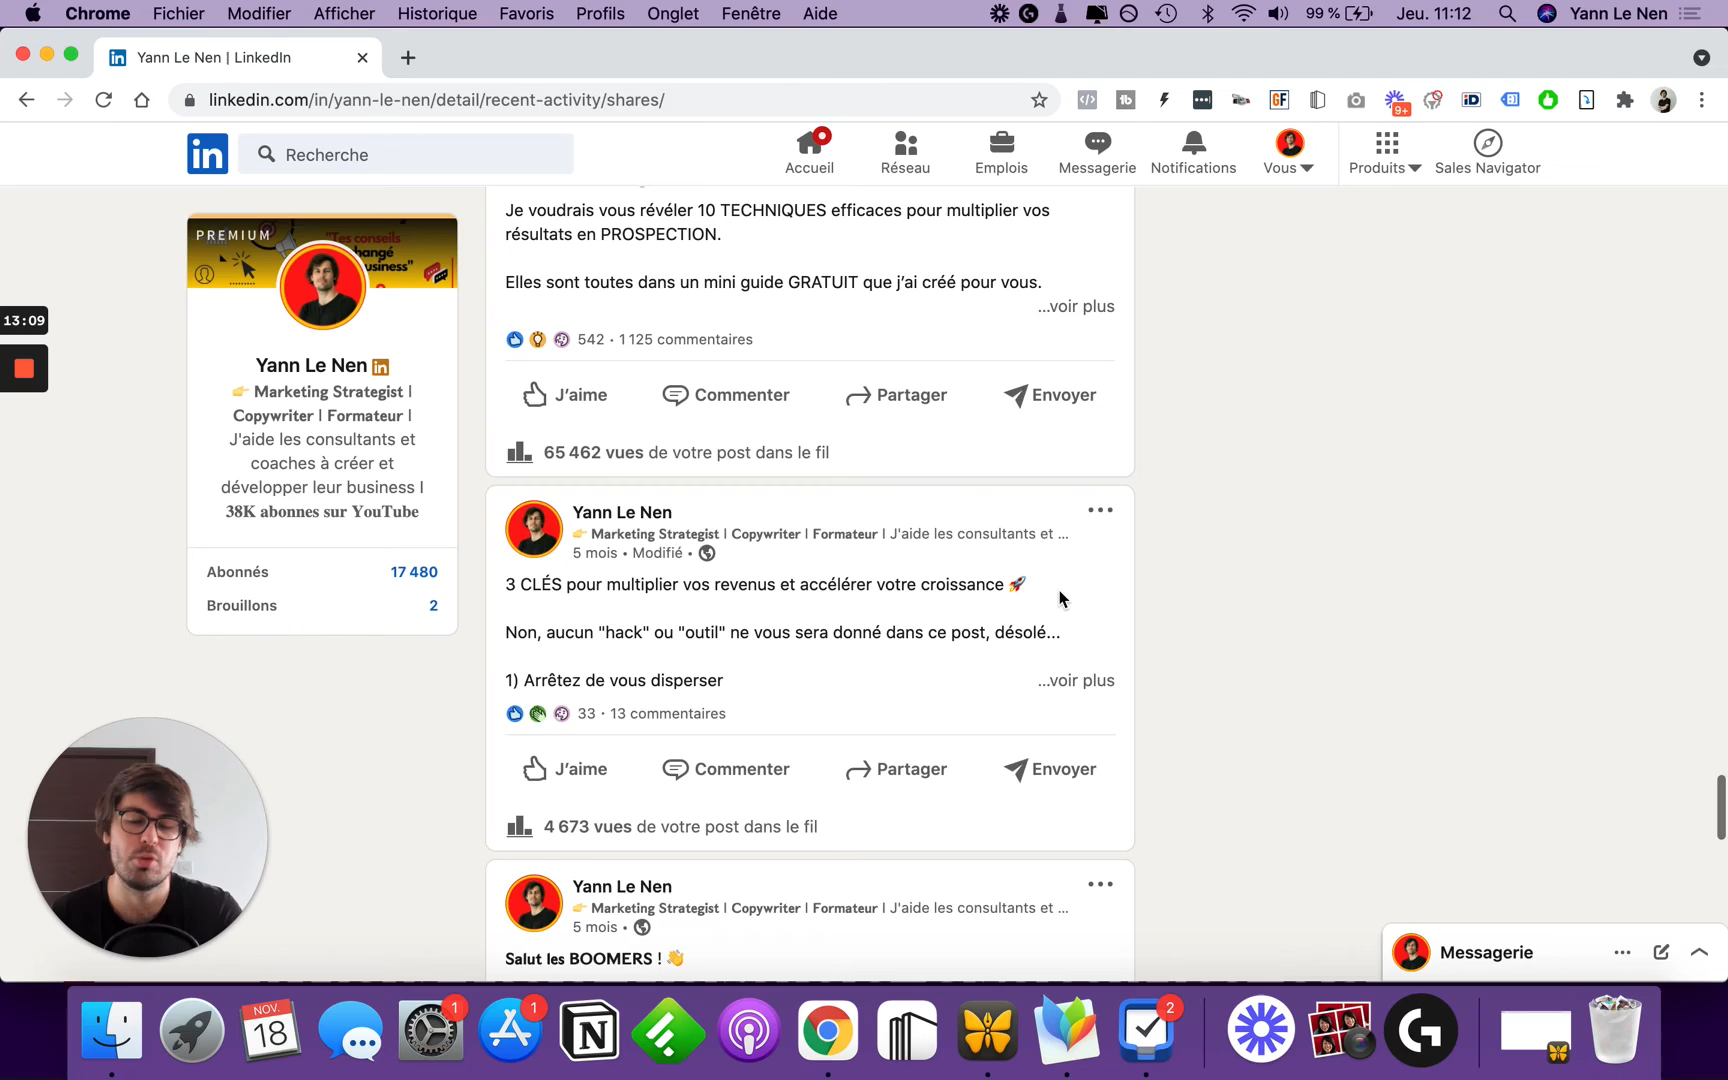 Chrome Fichier Modifier Afficher Historique Favoris Profils Onglet Fenêtre Aide
99 % Jeu. 11:12 Yann Le Nen
Yann Le Nen | LinkedIn
linkedin.com/in/yann-le-nen/detail/recent-activity/shares/
9+
in Recherche
Accueil Réseau Emplois Messagerie Notifications Vous Produits Sales Navigator
13:09
PREMIUM
"Tes conseils
changé
usiness"
Yann Le Nen in
👉 Marketing Strategist |
Copywriter | Formateur |
J'aide les consultants et
coaches à créer et
développer leur business |
38K abonnes sur YouTube
Abonnés 17 480
Brouillons 2
Je voudrais vous révéler 10 TECHNIQUES efficaces pour multiplier vos
résultats en PROSPECTION.
Elles sont toutes dans un mini guide GRATUIT que j'ai créé pour vous.
...voir plus
542 · 1 125 commentaires
J'aime Commenter Partager Envoyer
65 462 vues de votre post dans le fil
Yann Le Nen
👉 Marketing Strategist | Copywriter | Formateur | J'aide les consultants et ...
5 mois • Modifié •
3 CLÉS pour multiplier vos revenus et accélérer votre croissance 🚀
Non, aucun "hack" ou "outil" ne vous sera donné dans ce post, désolé...
1) Arrêtez de vous disperser ...voir plus
33 · 13 commentaires
J'aime Commenter Partager Envoyer
4 673 vues de votre post dans le fil
Yann Le Nen
👉 Marketing Strategist | Copywriter | Formateur | J'aide les consultants et ...
5 mois •
Salut les BOOMERS ! 👋
Messagerie
NOV.
18
1
1
2